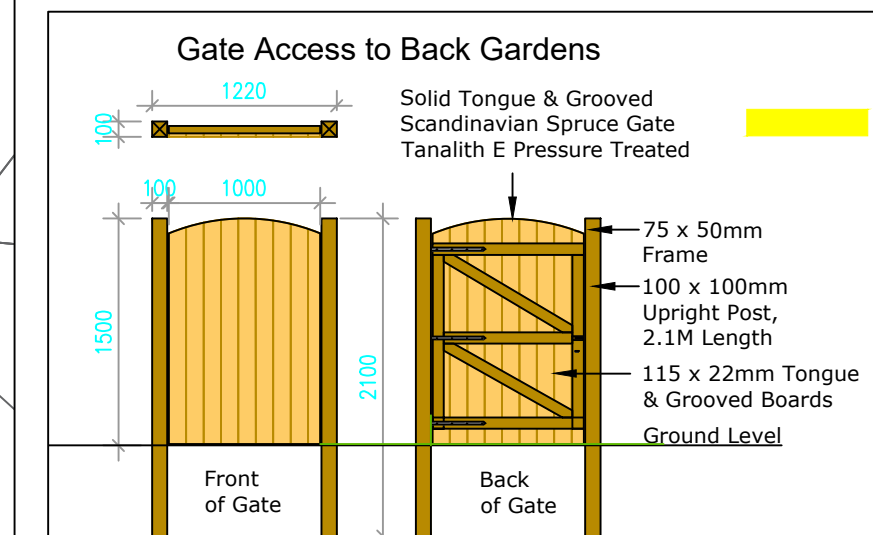 Gate Access to Back Gardens
1220
100
Solid Tongue & Grooved
Scandinavian Spruce Gate
Tanalith E Pressure Treated
100
1000
1500
2100
75 x 50mm
Frame
100 x 100mm
Upright Post,
2.1M Length
115 x 22mm Tongue
& Grooved Boards
Ground Level
Front
of Gate
Back
of Gate